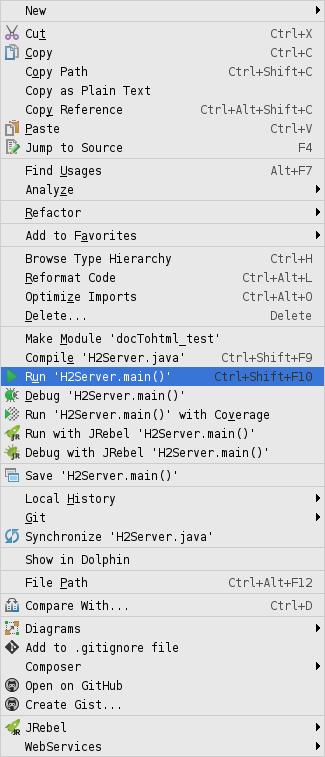 New
Cut Ctrl+X
Copy Ctrl+C
Copy Path Ctrl+Shift+C
Copy as Plain Text
Copy Reference Ctrl+Alt+Shift+C
Paste Ctrl+V
Jump to Source F4
Find Usages Alt+F7
Analyze
Refactor
Add to Favorites
Browse Type Hierarchy Ctrl+H
Reformat Code Ctrl+Alt+L
Optimize Imports Ctrl+Alt+O
Delete... Delete
Make Module 'docTohtml_test'
Compile 'H2Server.java' Ctrl+Shift+F9
Run 'H2Server.main()' Ctrl+Shift+F10
Debug 'H2Server.main()'
Run 'H2Server.main()' with Coverage
Run with JRebel 'H2Server.main()'
Debug with JRebel 'H2Server.main()'
Save 'H2Server.main()'
Local History
Git
Synchronize 'H2Server.java'
Show in Dolphin
File Path Ctrl+Alt+F12
Compare With... Ctrl+D
Diagrams
Add to .gitignore file
Composer
Open on GitHub
Create Gist...
JRebel
WebServices